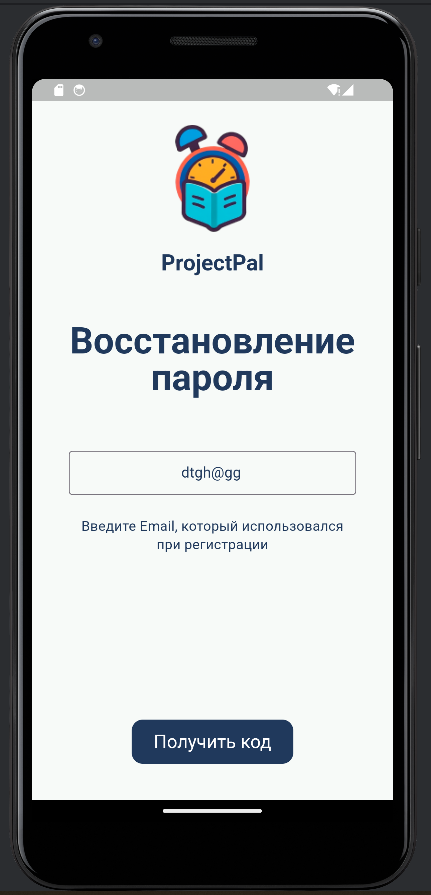 ProjectPal
Восстановление
пароля
dtgh@gg
Введите Email, который использовался
при регистрации
Получить код